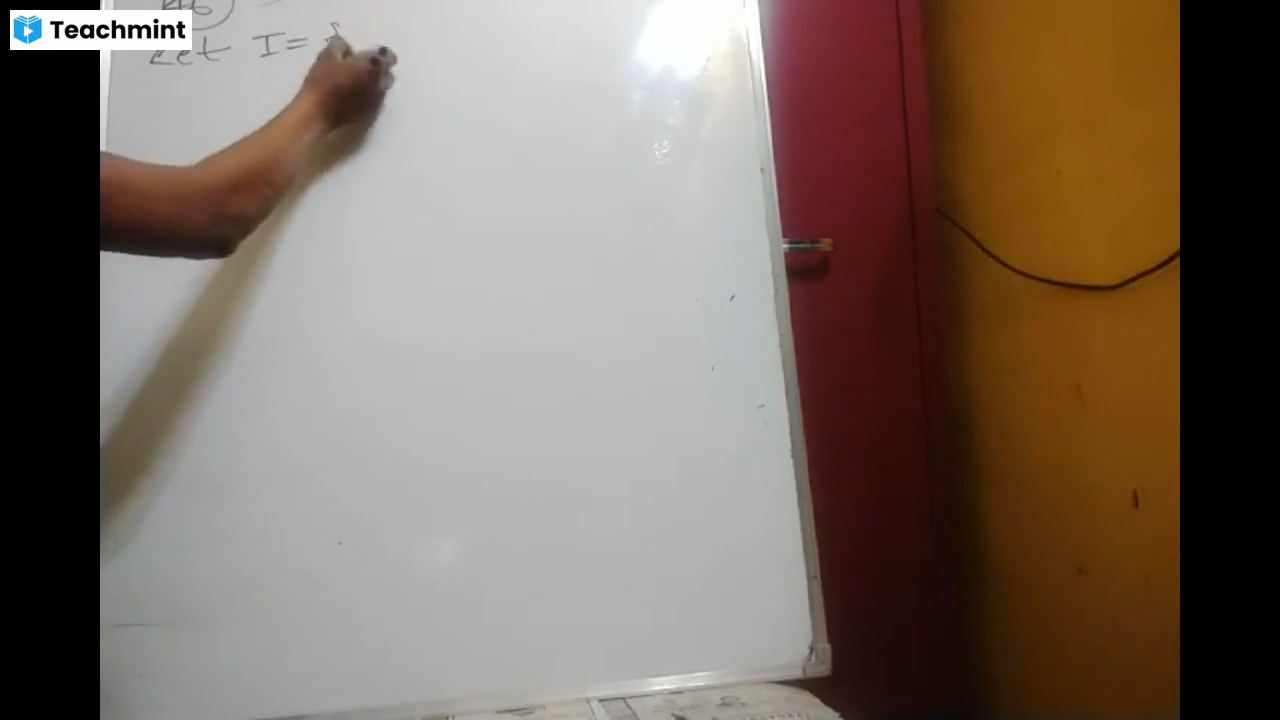 Teachmint
Let I =